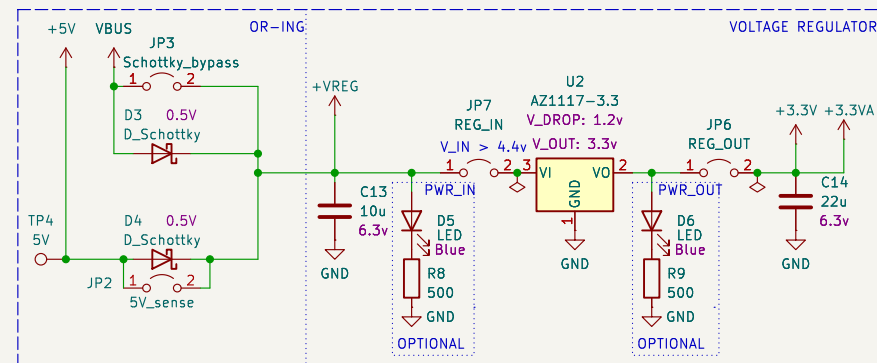 OR-ING
VOLTAGE REGULATOR
+5V
VBUS
JP3
Schottky_bypass
1 2
D3 0.5V
D_Schottky
D4 0.5V
D_Schottky
TP4
5V
JP2
1 2
5V_sense
+VREG
C13
10u
6.3v
GND
JP7
REG_IN
V_IN > 4.4v
1 2
PWR_IN
D5
LED
Blue
R8
500
GND
OPTIONAL
U2
AZ1117-3.3
V_DROP: 1.2v
V_OUT: 3.3v
3 VI VO 2
GND
1
GND
JP6
REG_OUT
1 2
PWR_OUT
D6
LED
Blue
R9
500
GND
OPTIONAL
+3.3V
+3.3VA
C14
22u
6.3v
GND